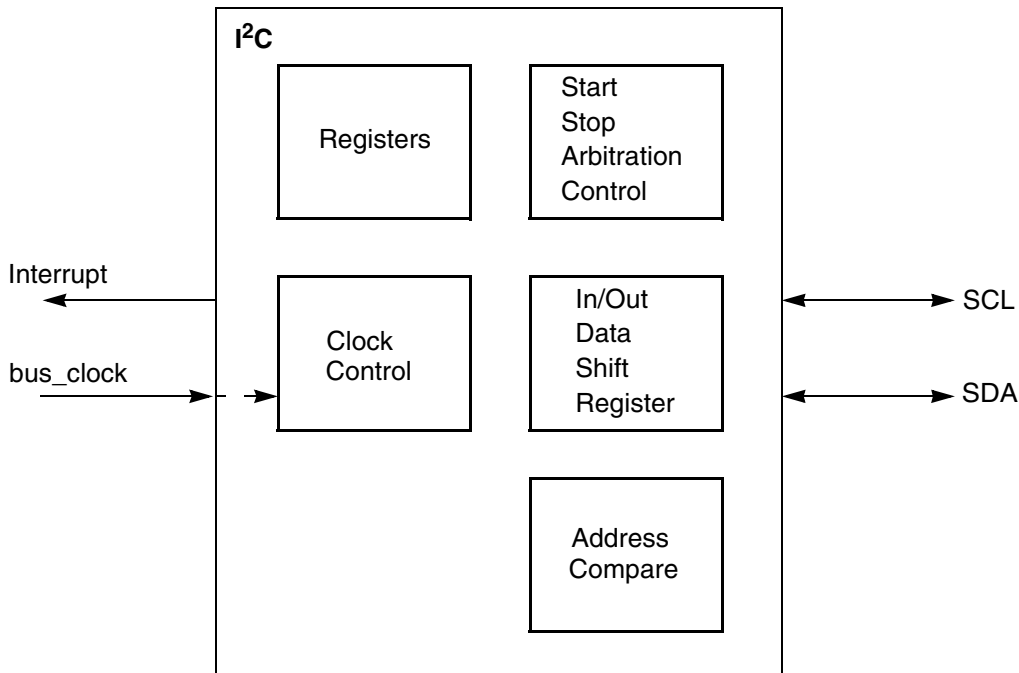 I²C
Registers
Start
Stop
Arbitration
Control
Interrupt
bus_clock
Clock
Control
In/Out
Data
Shift
Register
SCL
SDA
Address
Compare